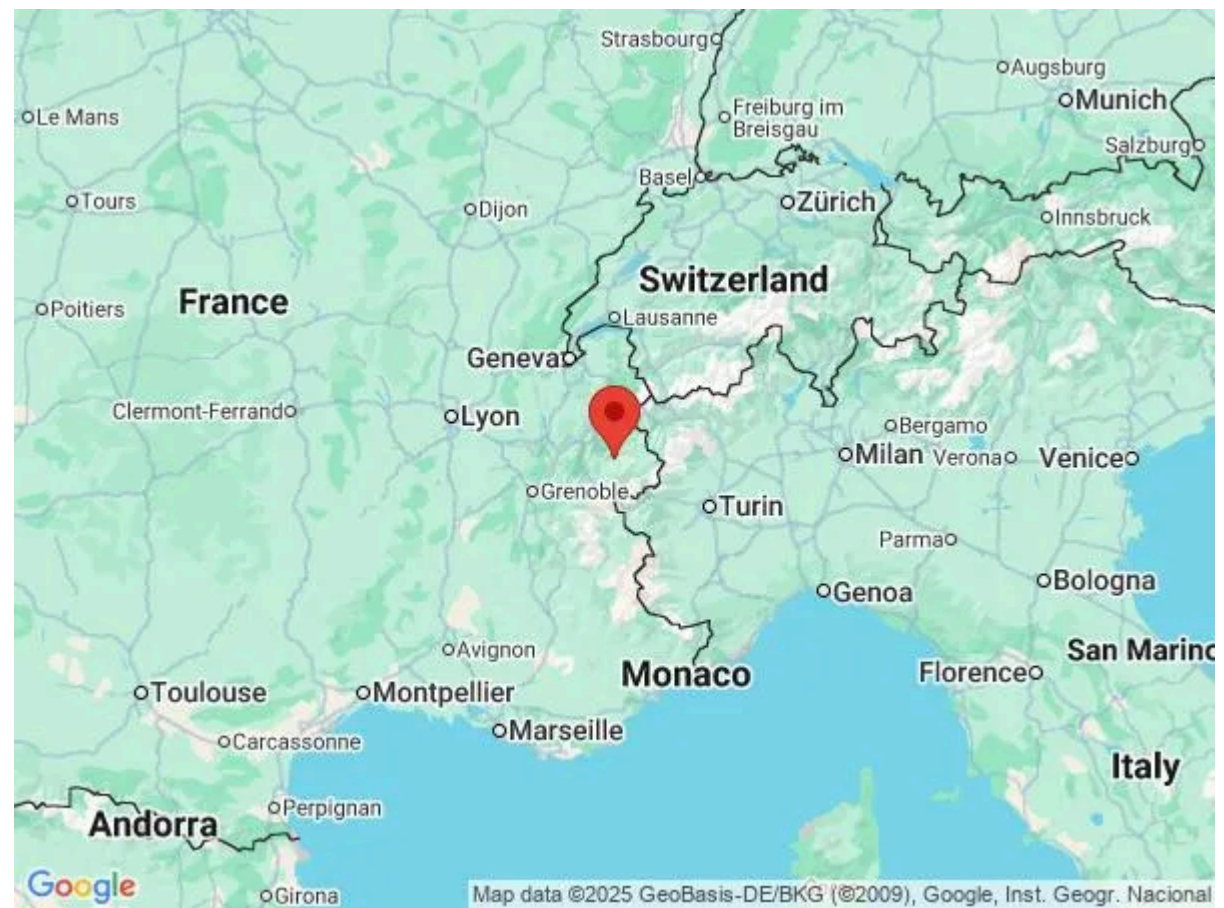 Strasbourg
Augsburg
Munich
Le Mans
Freiburg im
Breisgau
Salzburg
Basel
Tours
Zürich
Dijon
Innsbruck
Switzerland
France
Poitiers
Lausanne
Geneva
Clermont-Ferrand
Lyon
Bergamo
Milan
Verona
Venice
Grenoble
Turin
Parma
Bologna
Genoa
Avignon
San Marino
Monaco
Florence
Toulouse
Montpellier
Marseille
Carcassonne
Italy
Perpignan
Andorra
Google
Girona
Map data ©2025 GeoBasis-DE/BKG (©2009), Google, Inst. Geogr. Nacional